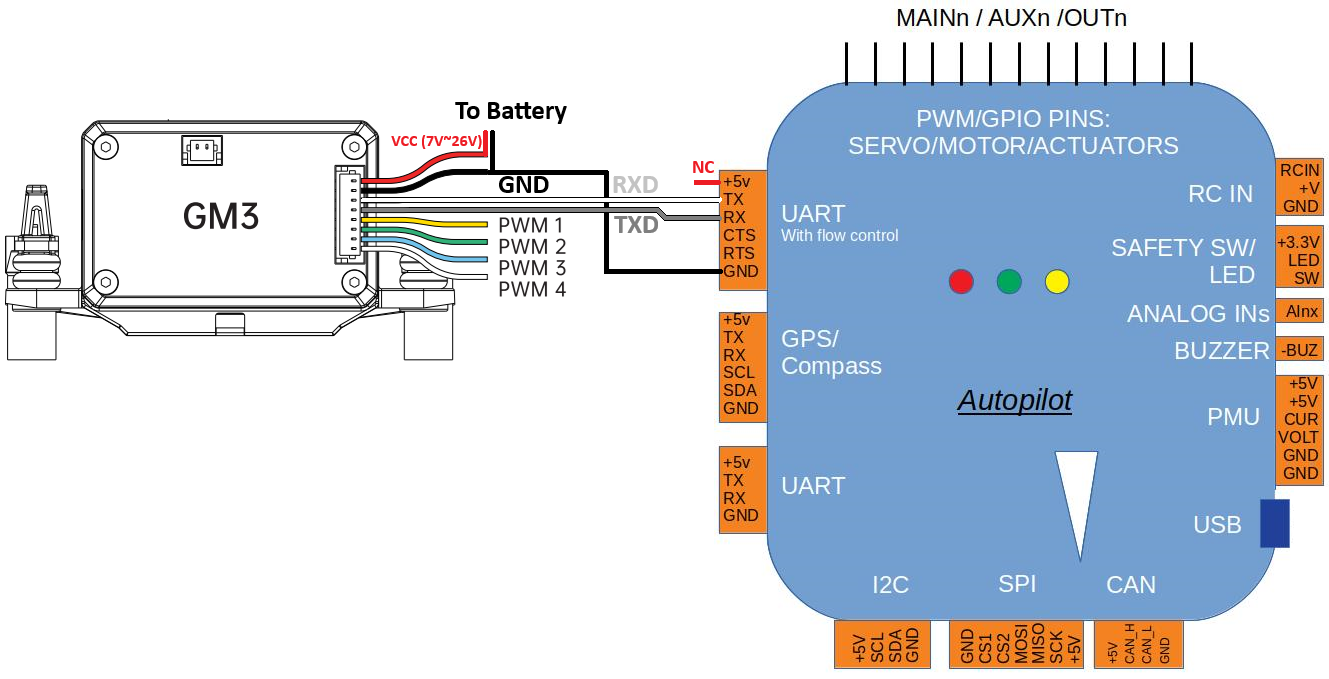 MAINn / AUXn /OUTn
To Battery
VCC (7V~26V)
GM3
GND
RXD
TXD
PWM 1
PWM 2
PWM 3
PWM 4
NC
PWM/GPIO PINS:
SERVO/MOTOR/ACTUATORS
+5v
TX
RX
CTS
RTS
GND
UART
With flow control
+5v
TX
RX
SCL
SDA
GND
GPS/
Compass
+5v
TX
RX
GND
UART
Autopilot
RC IN
RCIN
+V
GND
SAFETY SW/
LED
+3.3V
LED
SW
ANALOG INs
AInx
BUZZER
-BUZ
PMU
+5V
+5V
CUR
VOLT
GND
GND
USB
I2C
SPI
CAN
+5V
SCL
SDA
GND
GND
CS1
CS2
MOSI
MISO
SCK
+5V
+5V
CAN_H
CAN_L
GND